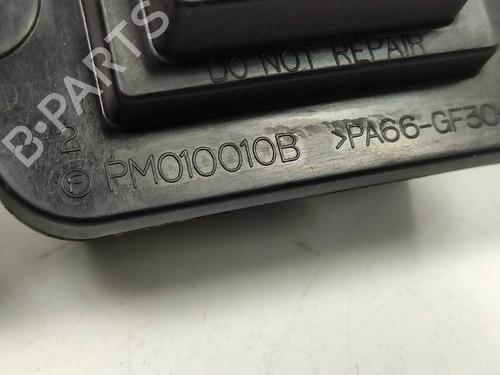 B-PARTS
DO NOT REPAIR
2
F PM010010B >PA66-GF30